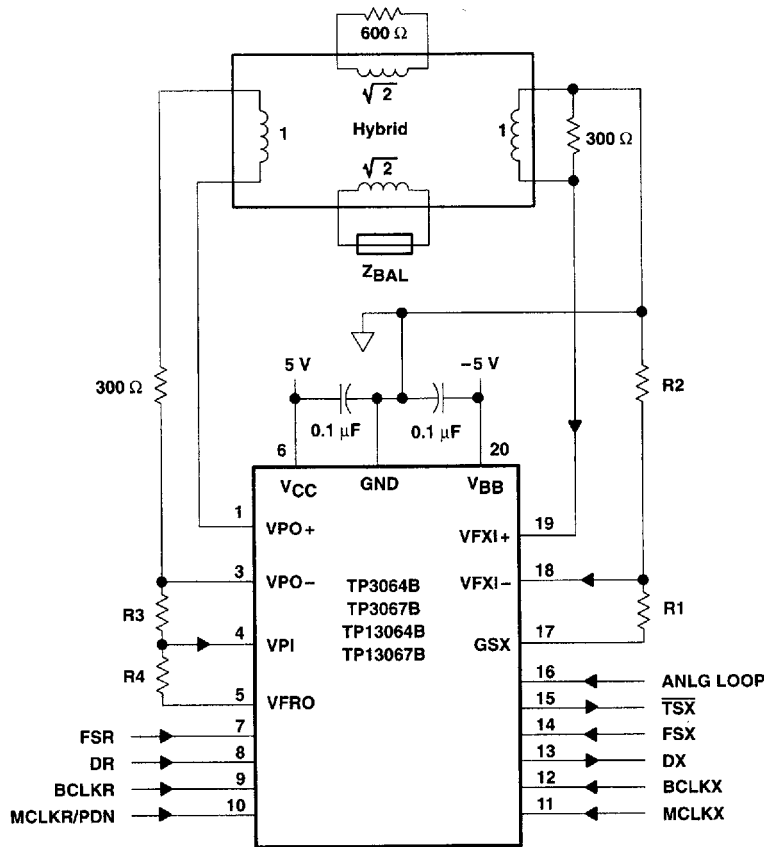 600 Ω
√2
Hybrid
1
1
300 Ω
√2
ZBAL
5 V
−5 V
300 Ω
R2
0.1 μF
0.1 μF
6
20
VCC
GND
VBB
1
VPO+
VFXI+
19
3
VPO−
VFXI−
18
TP3064B
TP3067B
TP13064B
TP13067B
R3
R1
4
VPI
GSX
17
R4
5
VFRO
16
ANLG LOOP
15
TSX
FSR
7
14
FSX
DR
8
13
DX
BCLKR
9
12
BCLKX
MCLKR/PDN
10
11
MCLKX